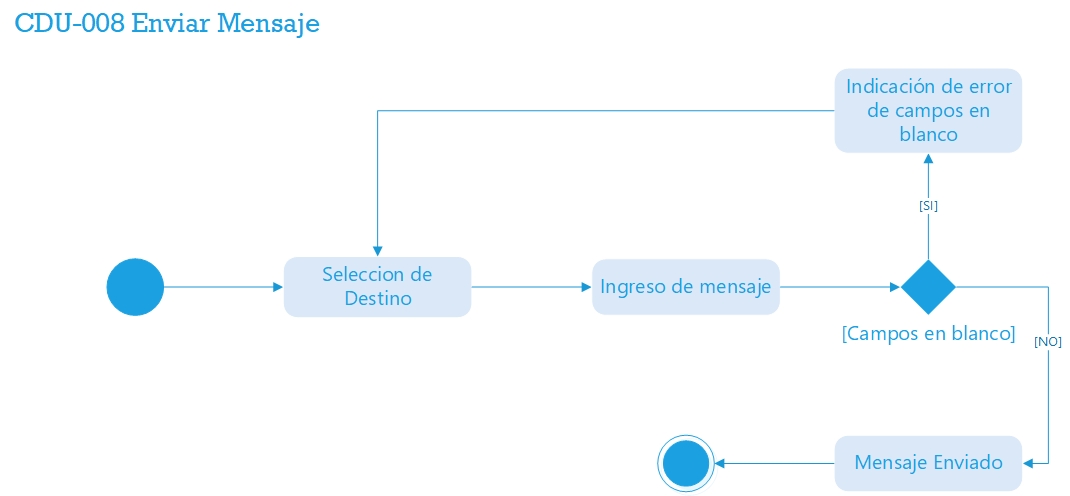 CDU-008 Enviar Mensaje
Indicación de error
de campos en
blanco
[SI]
Seleccion de
Destino
Ingreso de mensaje
[Campos en blanco]
[NO]
Mensaje Enviado